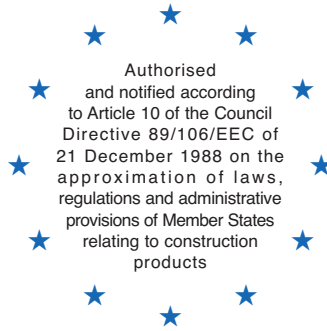 Authorised
and notified according
to Article 10 of the Council
Directive 89/106/EEC of
21 December 1988 on the
approximation of laws,
regulations and administrative
provisions of Member States
relating to construction
products